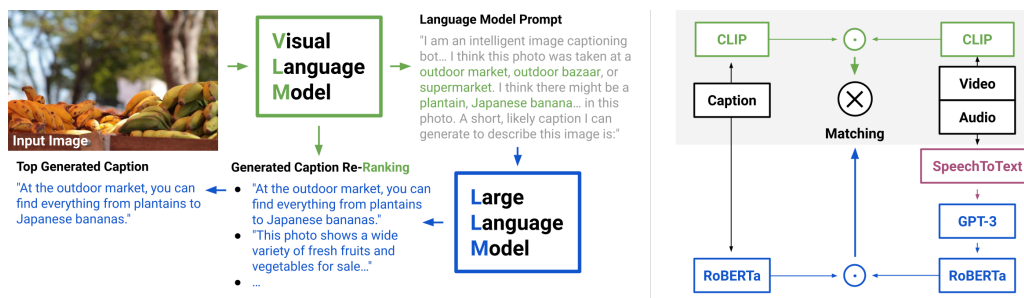 Input Image
Visual
Language
Model
Language Model Prompt
"I am an intelligent image captioning
bot… I think this photo was taken at a
outdoor market, outdoor bazaar, or
supermarket. I think there might be a
plantain, Japanese banana… in this
photo. A short, likely caption I can
generate to describe this image is:"
Top Generated Caption
"At the outdoor market, you can
find everything from plantains to
Japanese bananas."
Generated Caption Re-Ranking
● "At the outdoor market, you can
find everything from plantains
to Japanese bananas."
● "This photo shows a wide
variety of fresh fruits and
vegetables for sale…"
● …
Large
Language
Model
CLIP
CLIP
Caption
Video
Audio
Matching
SpeechToText
GPT-3
RoBERTa
RoBERTa